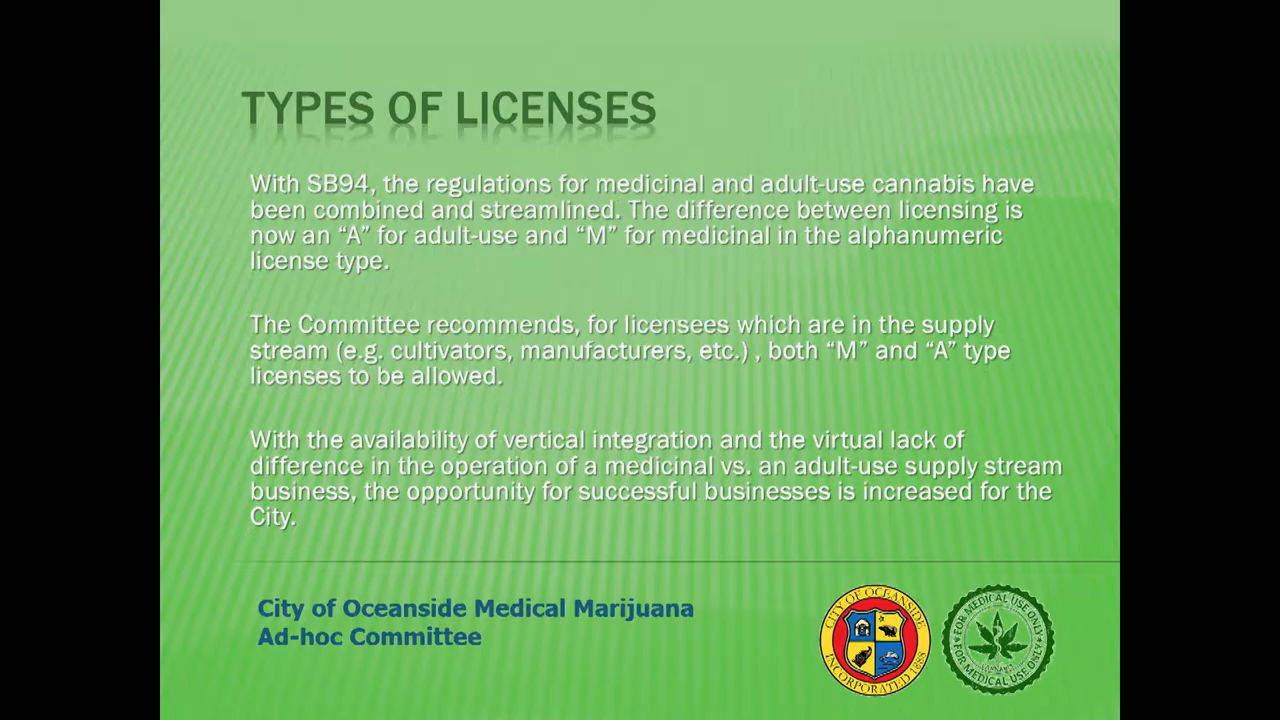 TYPES OF LICENSES
With SB94, the regulations for medicinal and adult-use cannabis have
been combined and streamlined. The difference between licensing is
now an “A” for adult-use and “M” for medicinal in the alphanumeric
license type.
The Committee recommends, for licensees which are in the supply
stream (e.g. cultivators, manufacturers, etc.) , both “M” and “A” type
licenses to be allowed.
With the availability of vertical integration and the virtual lack of
difference in the operation of a medicinal vs. an adult-use supply stream
business, the opportunity for successful businesses is increased for the
City.
City of Oceanside Medical Marijuana
Ad-hoc Committee
CITY OF OCEANSIDE
INCORPORATED 1888
FOR MEDICAL USE ONLY
FOR MEDICAL USE ONLY